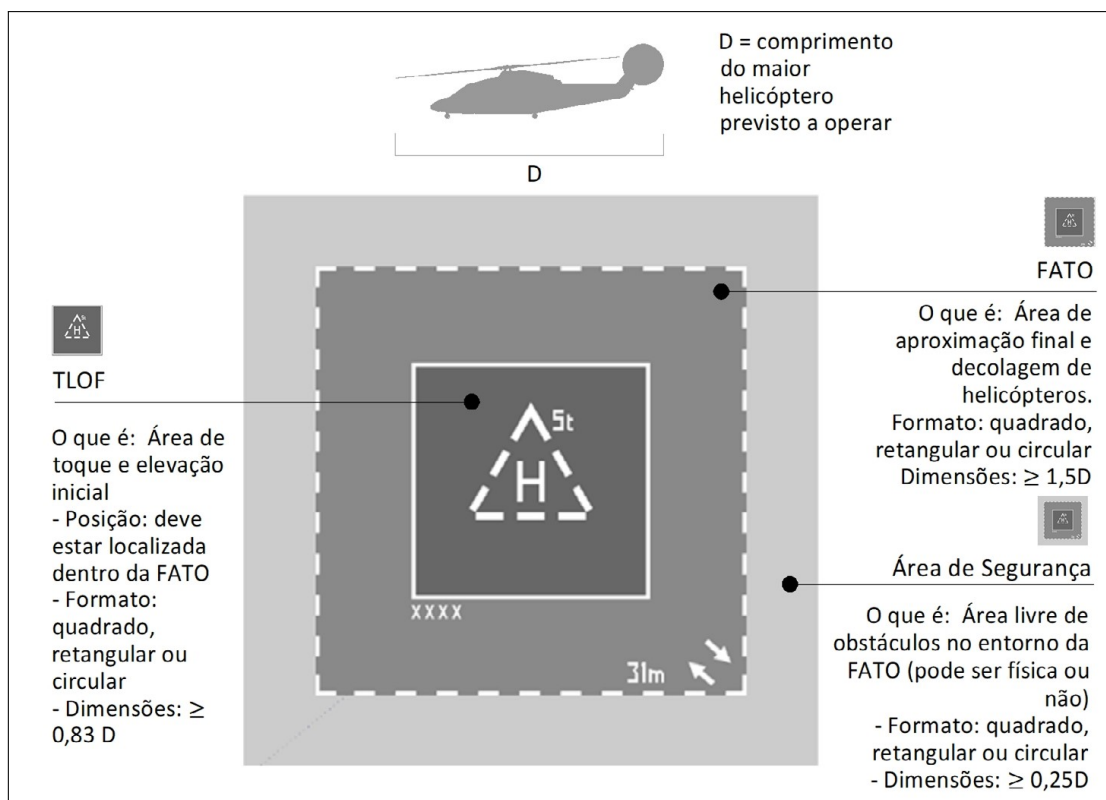 D = comprimento
do maior
helicóptero
previsto a operar
D
FATO
O que é: Área de
aproximação final e
decolagem de
helicópteros.
Formato: quadrado,
retangular ou circular
Dimensões: ≥ 1,5D
TLOF
O que é: Área de
toque e elevação
inicial
- Posição: deve
estar localizada
dentro da FATO
- Formato:
quadrado,
retangular ou
circular
- Dimensões: ≥
0,83 D
5t
H
XXXX
31m
Área de Segurança
O que é: Área livre de
obstáculos no entorno da
FATO (pode ser física ou
não)
- Formato: quadrado,
retangular ou circular
- Dimensões: ≥ 0,25D